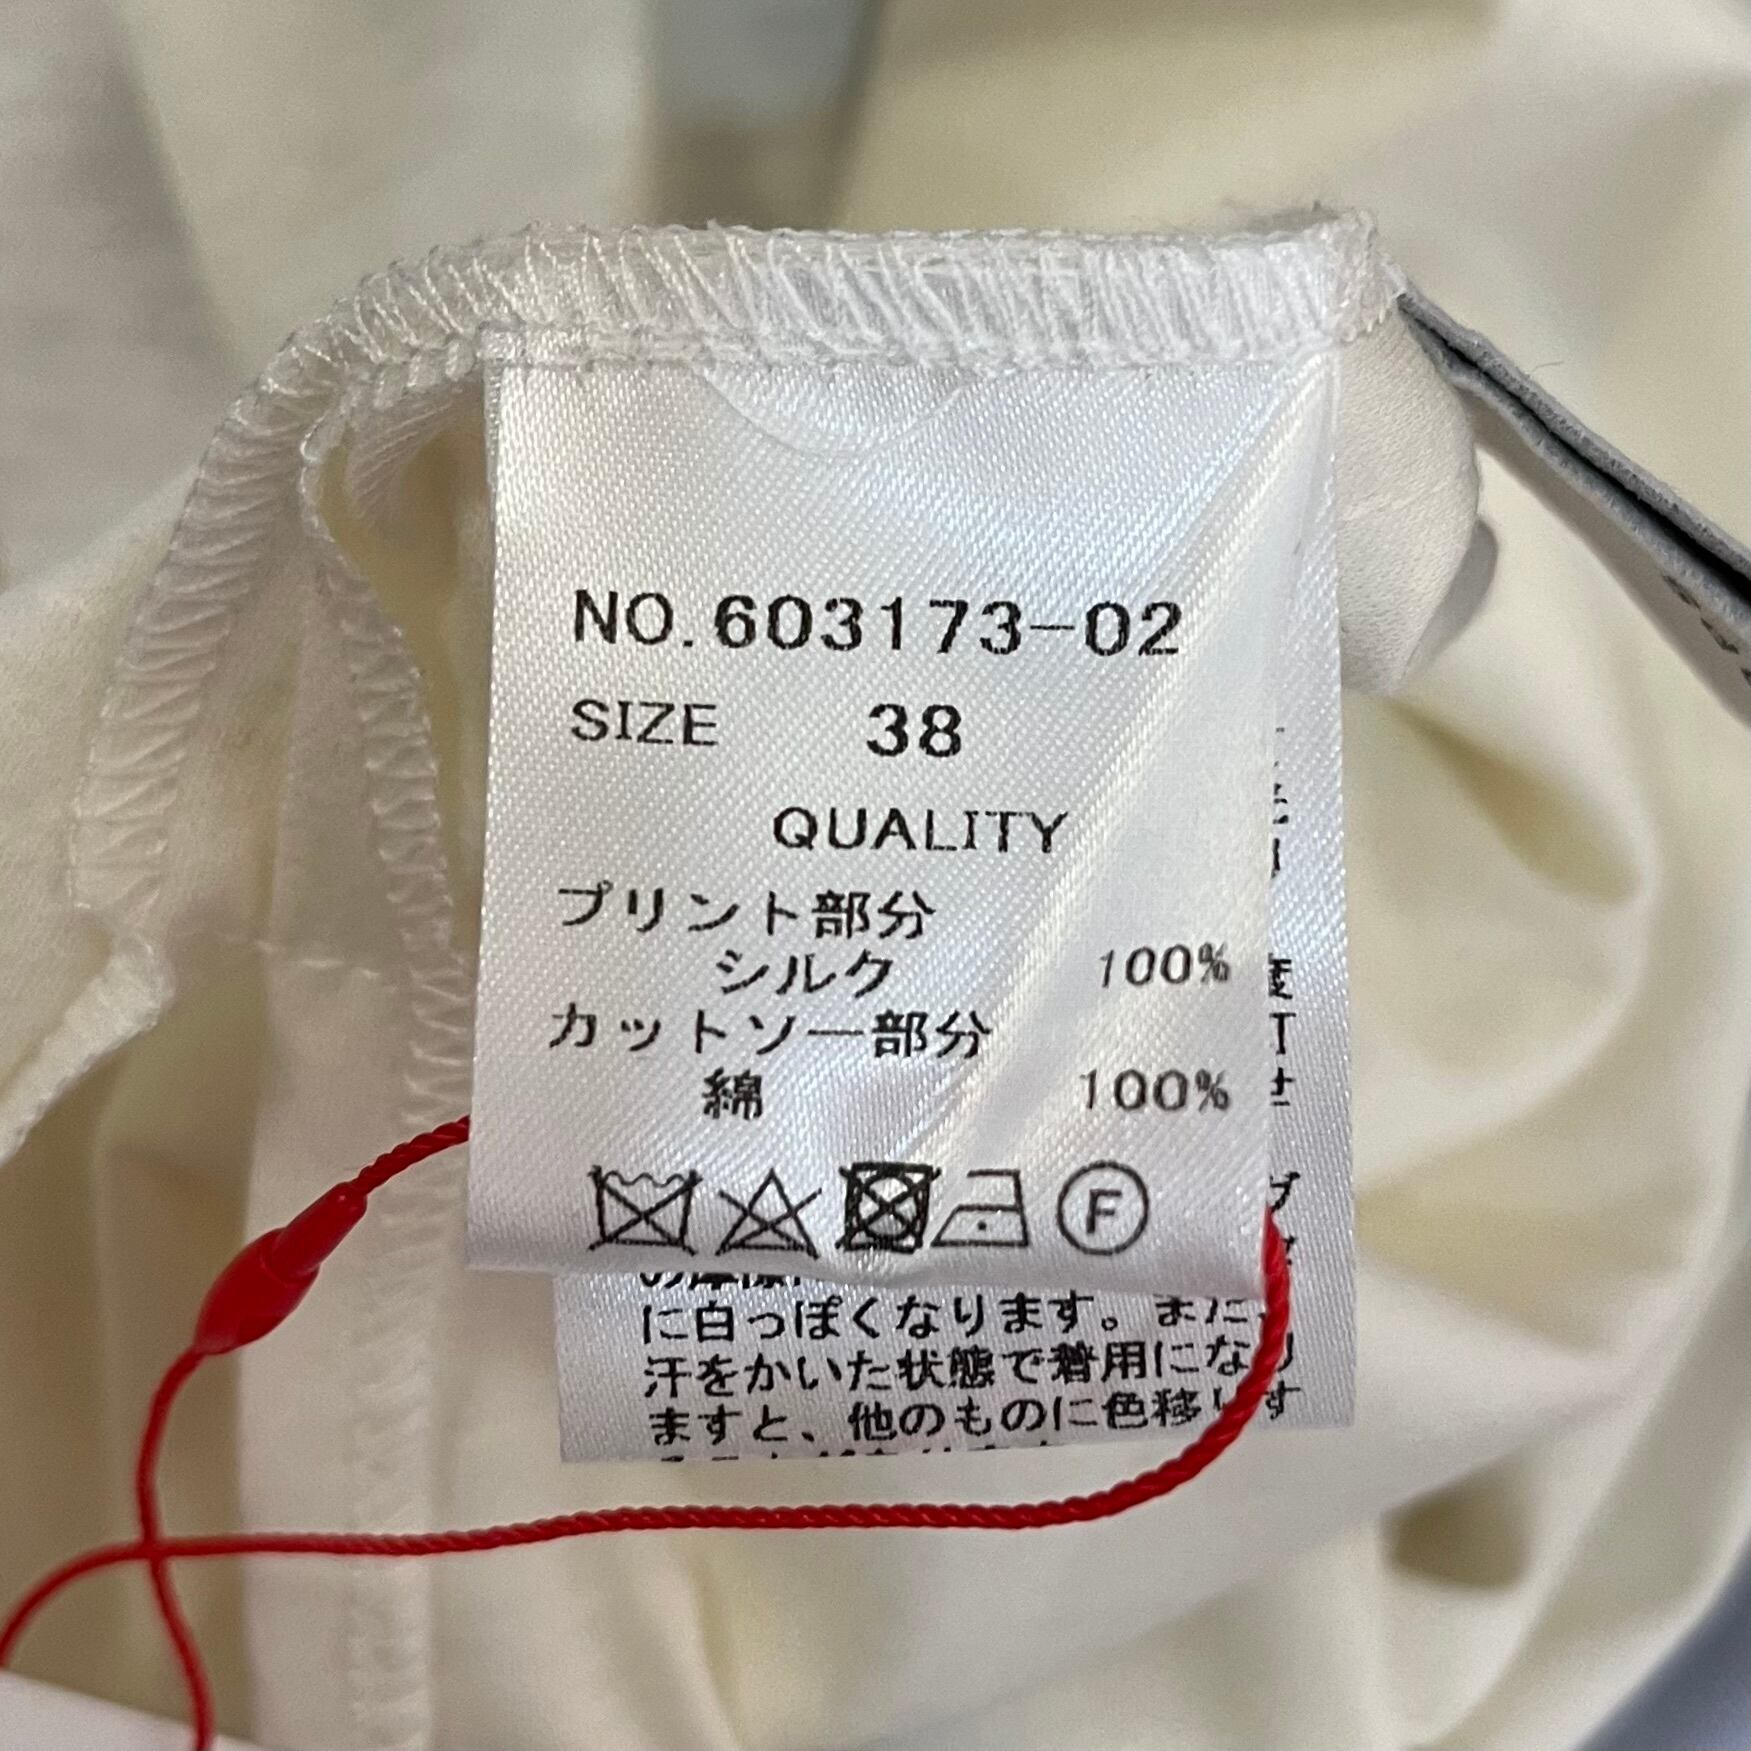 NO.603173-02
SIZE 38
QUALITY
プリント部分
シルク 100%
カットソー部分
綿 100%
F
に白っぽくなります。また、
汗をかいた状態で着用になり
ますと、他のものに色移りす